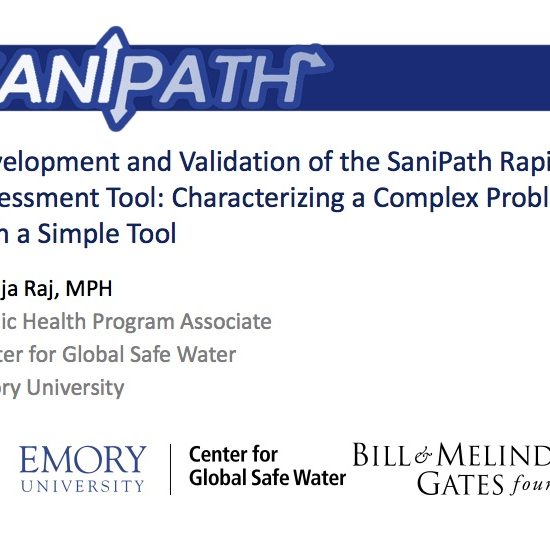 SANIPATH
velopment and Validation of the SaniPath Rapi
essment Tool: Characterizing a Complex Probl
h a Simple Tool
ja Raj, MPH
lic Health Program Associate
ter for Global Safe Water
ory University
EMORY
UNIVERSITY
Center for
Global Safe Water
BILL & MELIND
GATES foun